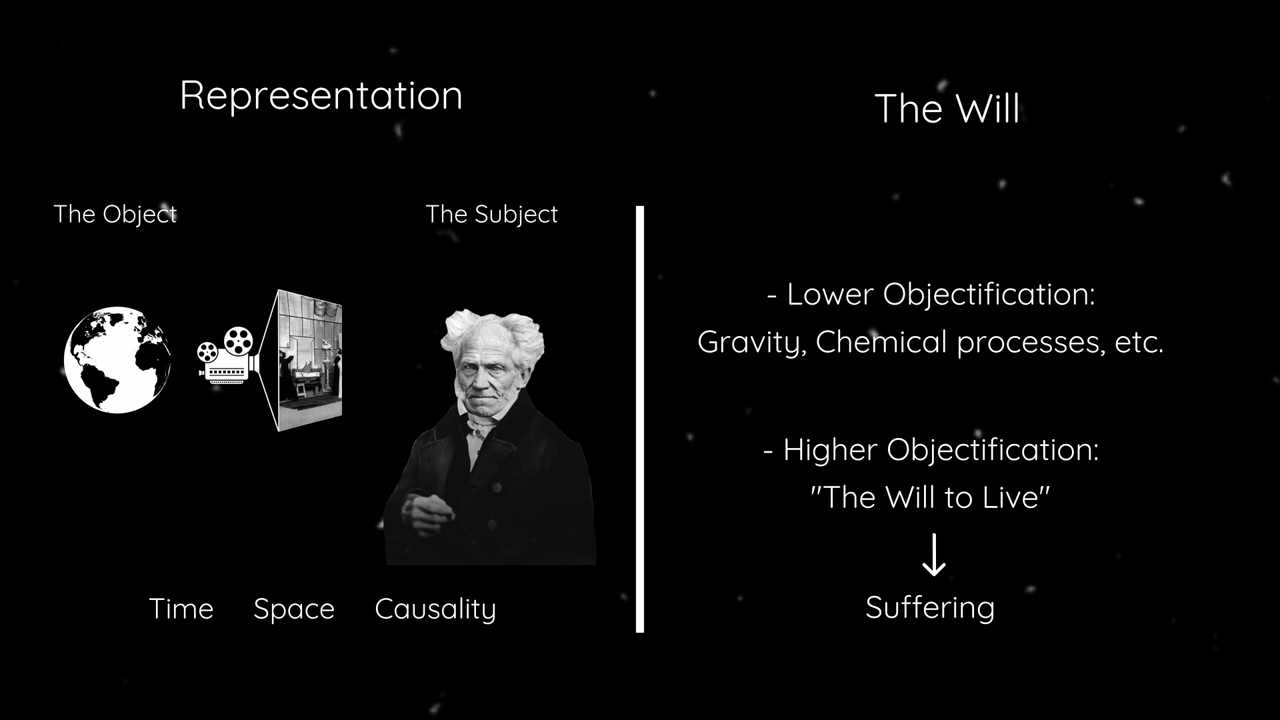 Representation
The Object
The Subject
Time Space Causality
The Will
- Lower Objectification:
Gravity, Chemical processes, etc.
- Higher Objectification:
"The Will to Live"
Suffering